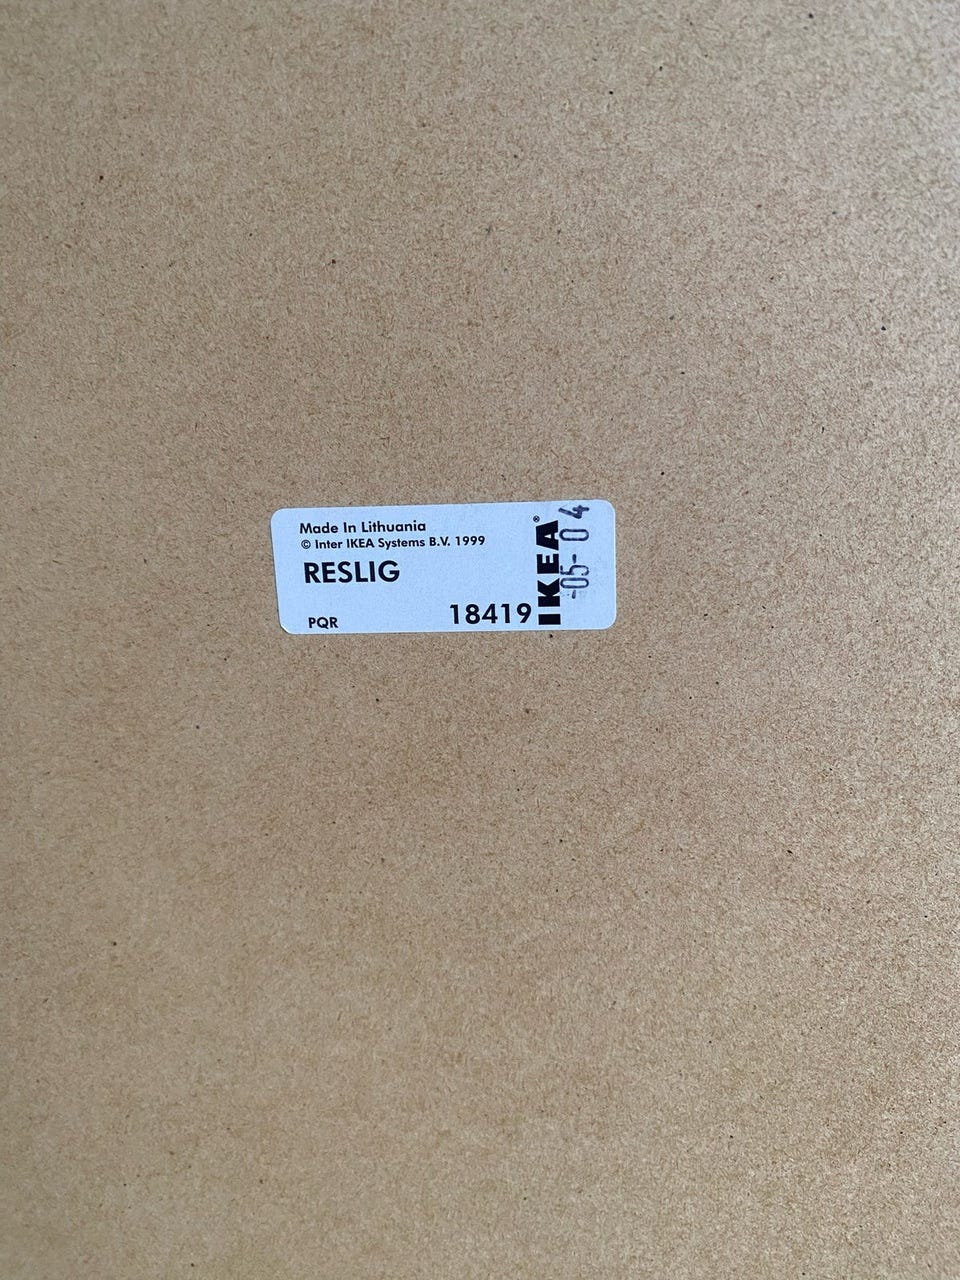 Made In Lithuania
© Inter IKEA Systems B.V. 1999
RESLIG
PQR
18419
IKEA®
-05-04